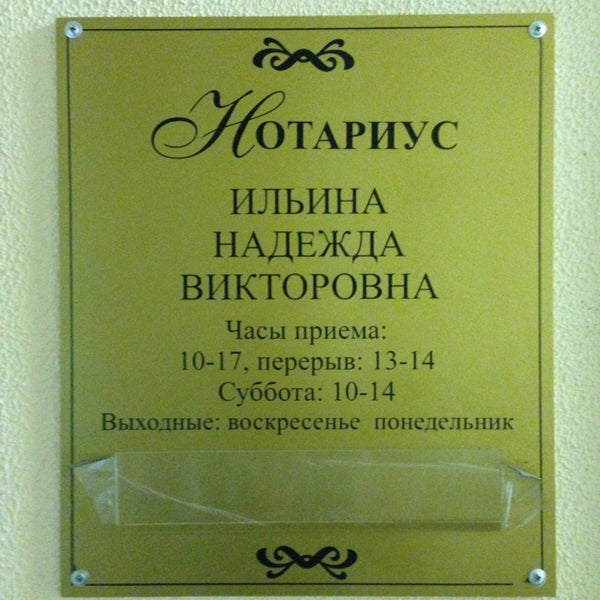 Нотариус
ИЛЬИНА
НАДЕЖДА
ВИКТОРОВНА
Часы приема:
10-17, перерыв: 13-14
Суббота: 10-14
Выходные: воскресенье понедельник